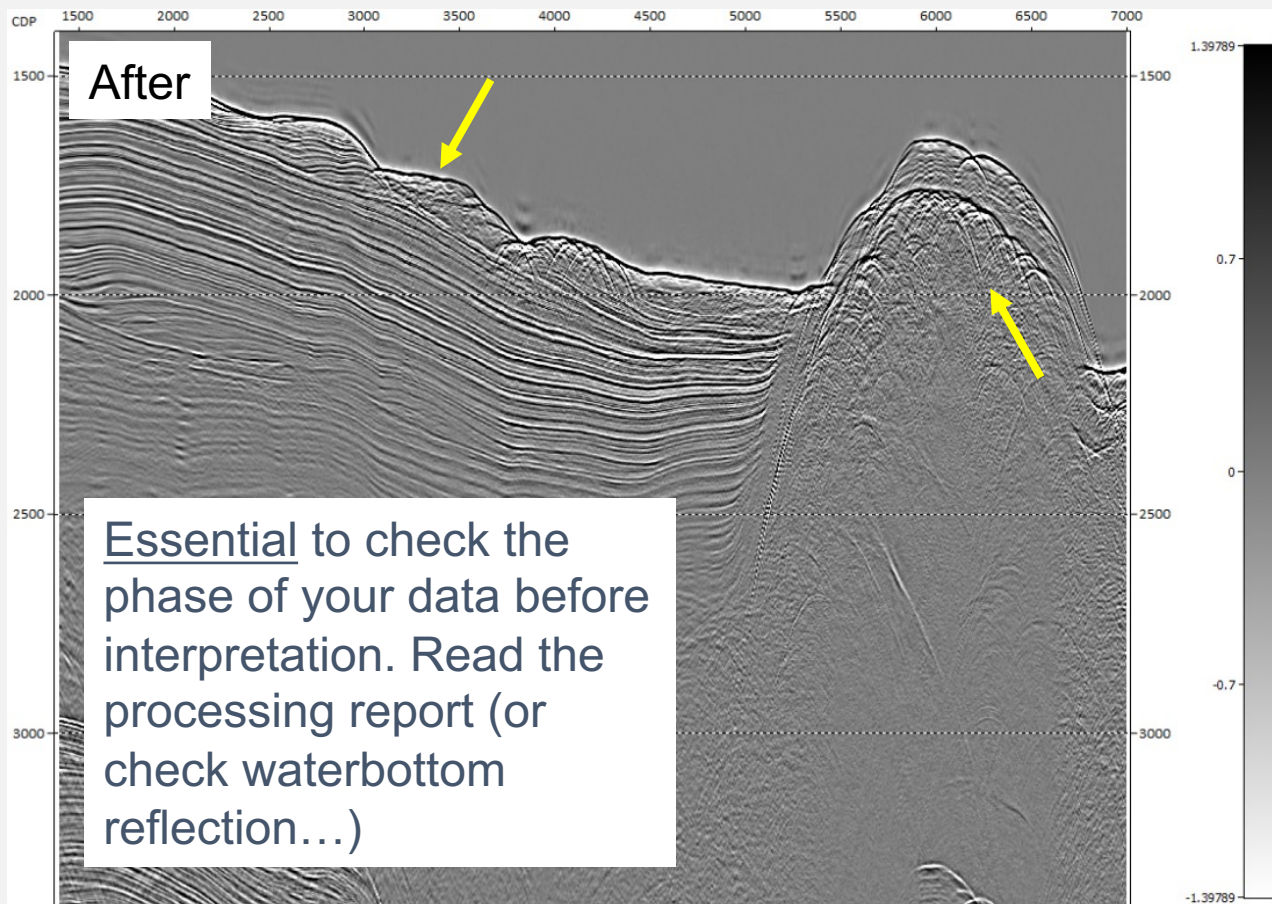 CDP 1500 2000 2500 3000 3500 4000 4500 5000 5500 6000 6500 7000
After
1500
2000
2500
3000
1500
2000
2500
3000
1.39789
0.7
0
-0.7
-1.39789
Essential to check the
phase of your data before
interpretation. Read the
processing report (or
check waterbottom
reflection…)